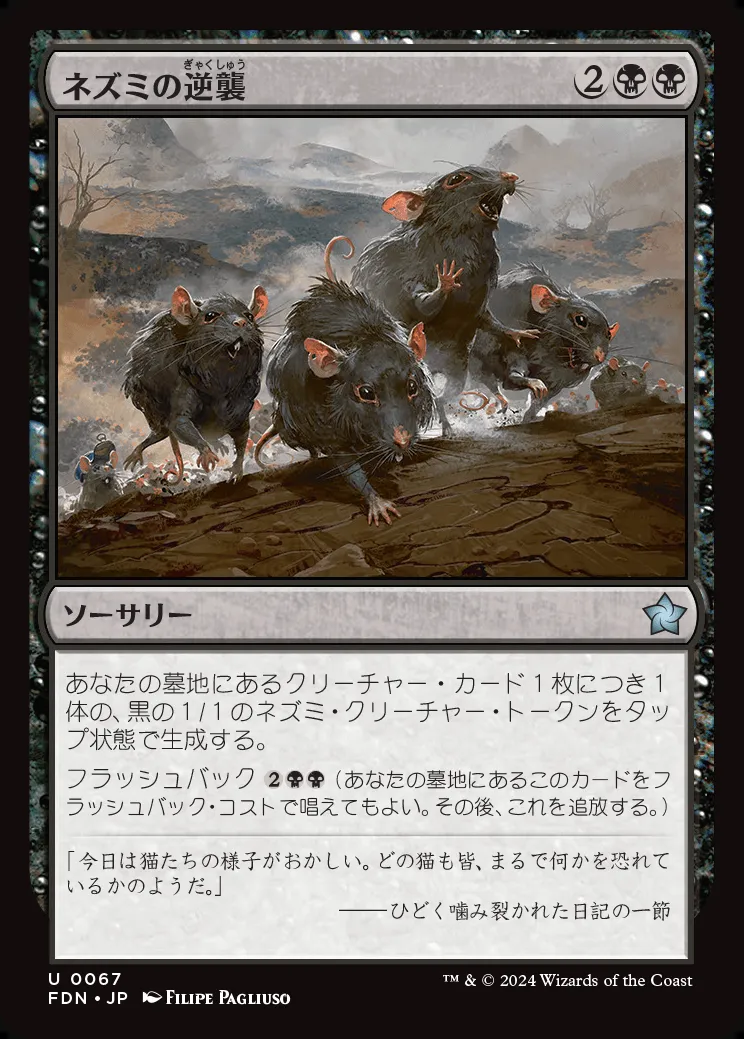 ネズミの逆襲
ぎゃくしゅう
2
ソーサリー
あなたの墓地にあるクリーチャー・カード1枚につき1
体の、黒の1/1のネズミ・クリーチャー・トークンをタッ
プ状態で生成する。
フラッシュバック 2（あなたの墓地にあるこのカードをフ
ラッシュバック・コストで唱えてもよい。その後、これを追放する。）
「今日は猫たちの様子がおかしい。どの猫も皆、まるで何かを恐れて
いるかのようだ。」
――ひどく噛み裂かれた日記の一節
U 0067
FDN • JP Filipe Pagliuso
™ & © 2024 Wizards of the Coast